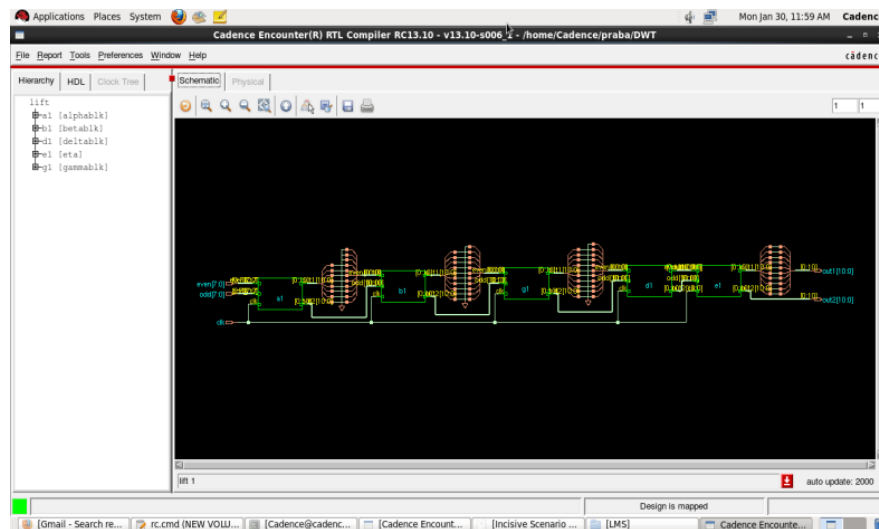 Applications Places System Mon Jan 30, 11:59 AM Cadence
Cadence Encounter(R) RTL Compiler RC13.10 - v13.10-s006_1 - /home/Cadence/praba/DWT
File Report Tools Preferences Window Help cādenc
Hierarchy HDL Clock Tree Schematic Physical
1 1
lift
a1 [alphablk]
b1 [betablk]
d1 [deltablk]
e1 [eta]
g1 [gammablk]
even[7:0]
odd[7:0]
clk
a1 b1 g1 d1 e1
out1[10:0]
out2[10:0]
lift 1 auto update: 2000
Design is mapped
[Gmail - Search re... rc.cmd (NEW VOLU... [Cadence@cadenc... [Cadence Encount... [Incisive Scenario ... [LMS] Cadence Encounte...